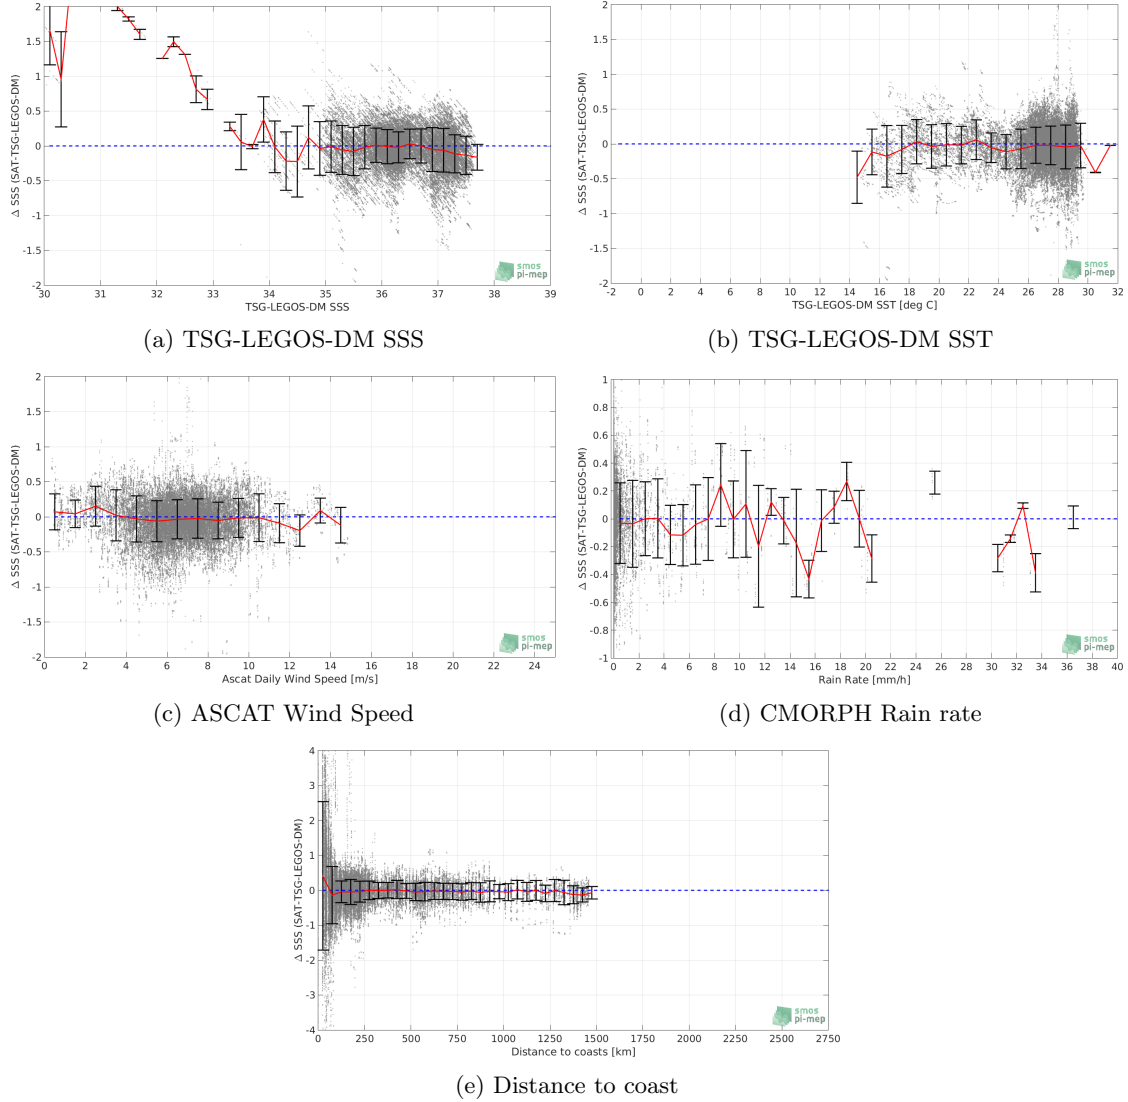 Δ SSS (SAT-TSG-LEGOS-DM)
2
1.5
1
0.5
0
-0.5
-1
-1.5
-2
30 31 32 33 34 35 36 37 38 39
TSG-LEGOS-DM SSS
smos
pi-mep
(a) TSG-LEGOS-DM SSS
Δ SSS (SAT-TSG-LEGOS-DM)
2
1.5
1
0.5
0
-0.5
-1
-1.5
-2
-2 0 2 4 6 8 10 12 14 16 18 20 22 24 26 28 30 32
TSG-LEGOS-DM SST [deg C]
smos
pi-mep
(b) TSG-LEGOS-DM SST
Δ SSS (SAT-TSG-LEGOS-DM)
2
1.5
1
0.5
0
-0.5
-1
-1.5
-2
0 2 4 6 8 10 12 14 16 18 20 22 24
Ascat Daily Wind Speed [m/s]
smos
pi-mep
(c) ASCAT Wind Speed
Δ SSS (SAT-TSG-LEGOS-DM)
1
0.8
0.6
0.4
0.2
0
-0.2
-0.4
-0.6
-0.8
-1
0 2 4 6 8 10 12 14 16 18 20 22 24 26 28 30 32 34 36 38 40
Rain Rate [mm/h]
smos
pi-mep
(d) CMORPH Rain rate
Δ SSS (SAT-TSG-LEGOS-DM)
4
3
2
1
0
-1
-2
-3
-4
0 250 500 750 1000 1250 1500 1750 2000 2250 2500 2750
Distance to coasts [km]
smos
pi-mep
(e) Distance to coast